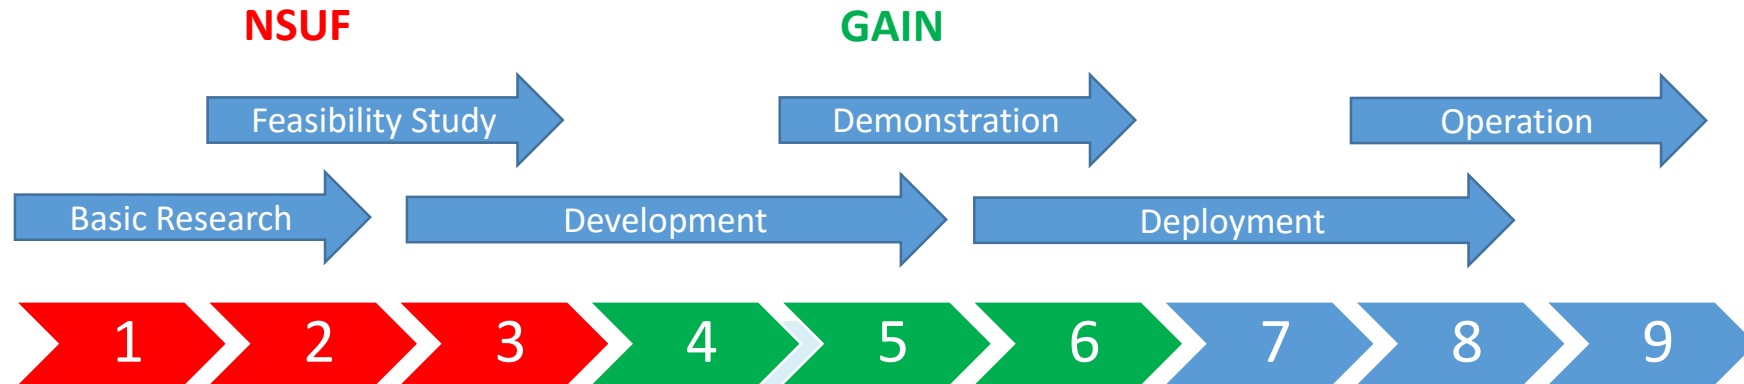 NSUF GAIN
Feasibility Study Demonstration Operation
Basic Research Development Deployment
1 2 3 4 5 6 7 8 9